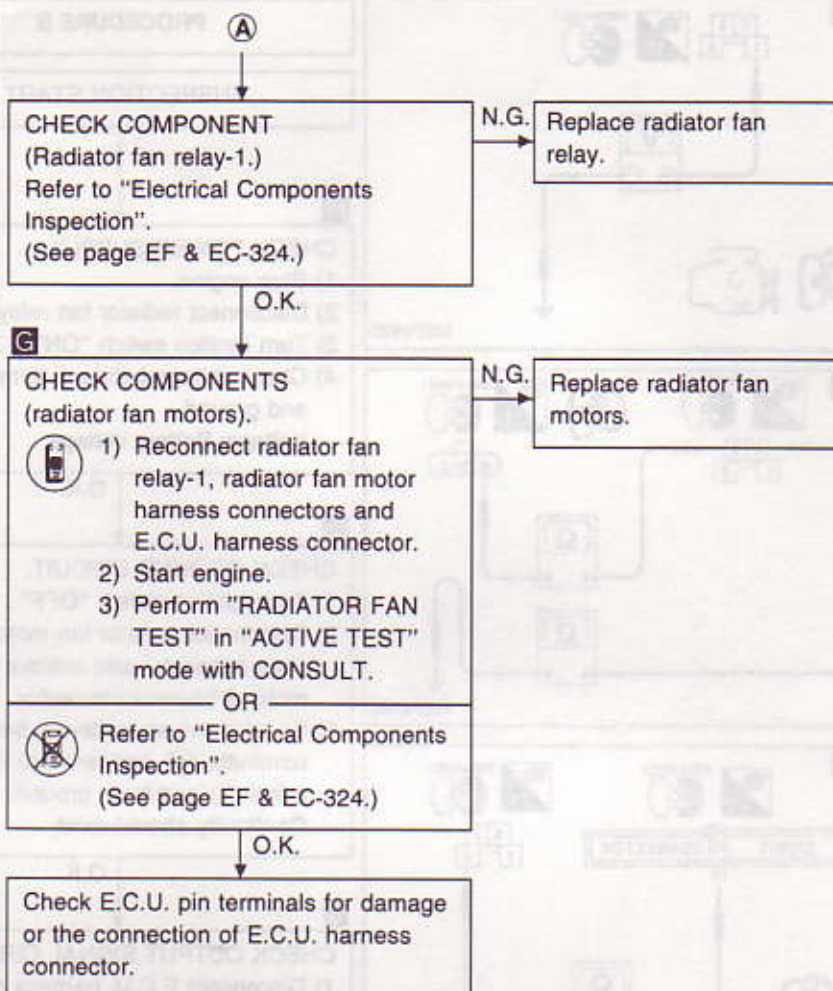 A
CHECK COMPONENT
(Radiator fan relay-1.)
Refer to "Electrical Components
Inspection".
(See page EF & EC-324.)
N.G.
Replace radiator fan
relay.
O.K.
G
CHECK COMPONENTS
(radiator fan motors).
1) Reconnect radiator fan
relay-1, radiator fan motor
harness connectors and
E.C.U. harness connector.
2) Start engine.
3) Perform "RADIATOR FAN
TEST" in "ACTIVE TEST"
mode with CONSULT.
OR
Refer to "Electrical Components
Inspection".
(See page EF & EC-324.)
N.G.
Replace radiator fan
motors.
O.K.
Check E.C.U. pin terminals for damage
or the connection of E.C.U. harness
connector.